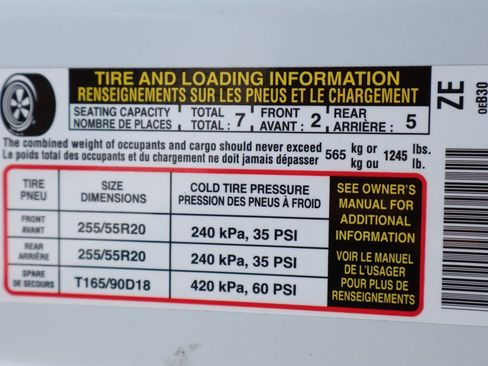 TIRE AND LOADING INFORMATION
RENSEIGNEMENTS SUR LES PNEUS ET LE CHARGEMENT
SEATING CAPACITY TOTAL : 7 FRONT : 2 REAR : 5
NOMBRE DE PLACES TOTAL AVANT ARRIÈRE
The combined weight of occupants and cargo should never exceed 565 kg or 1245 lbs.
Le poids total des occupants et du chargement ne doit jamais dépasser kg ou lb.
TIRE
PNEU
SIZE
DIMENSIONS
COLD TIRE PRESSURE
PRESSION DES PNEUS À FROID
FRONT
AVANT
255/55R20
240 kPa, 35 PSI
REAR
ARRIÈRE
255/55R20
240 kPa, 35 PSI
SPARE
DE SECOURS
T165/90D18
420 kPa, 60 PSI
SEE OWNER'S
MANUAL FOR
ADDITIONAL
INFORMATION
VOIR LE MANUEL
DE L'USAGER
POUR PLUS DE
RENSEIGNEMENTS
ZE
0EB30